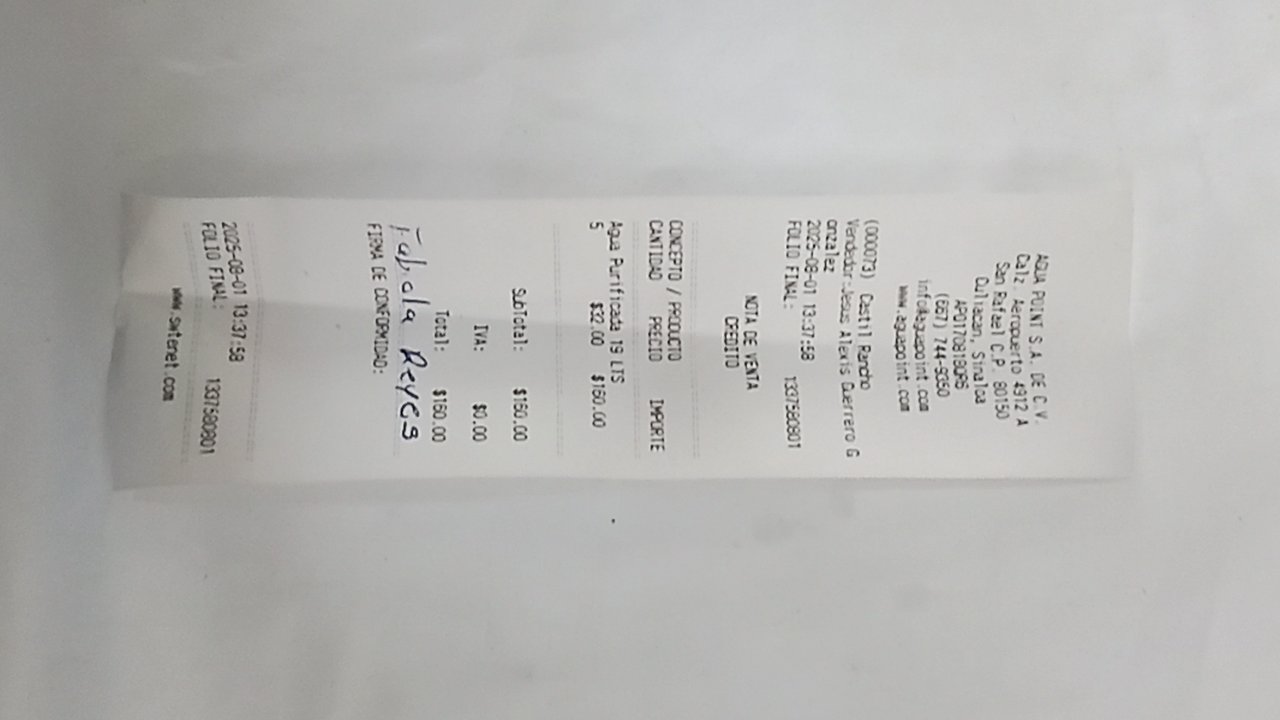 AGUA POINT S.A. DE C.V.
Calz. Aeropuerto 4912 A
San Rafael C.P. 80150
Culiacan, Sinaloa
APO170818QR6
(667) 744-9350
info@aguapoint.com
www.aguapoint.com
(000073) Castil Rancho
Vendedor:Jesus Alexis Guerrero G
onzalez
2025-08-01 13:37:58
FOLIO FINAL: 1337580801
NOTA DE VENTA
CREDITO
CONCEPTO / PRODUCTO
CANTIDAD PRECIO IMPORTE
Agua Purificada 19 LTS
5 $32.00 $160.00
SubTotal: $160.00
IVA: $0.00
Total: $160.00
Fabiola Reyes
FIRMA DE CONFORMIDAD:
2025-08-01 13:37:58
FOLIO FINAL: 1337580801
www.swtenet.com